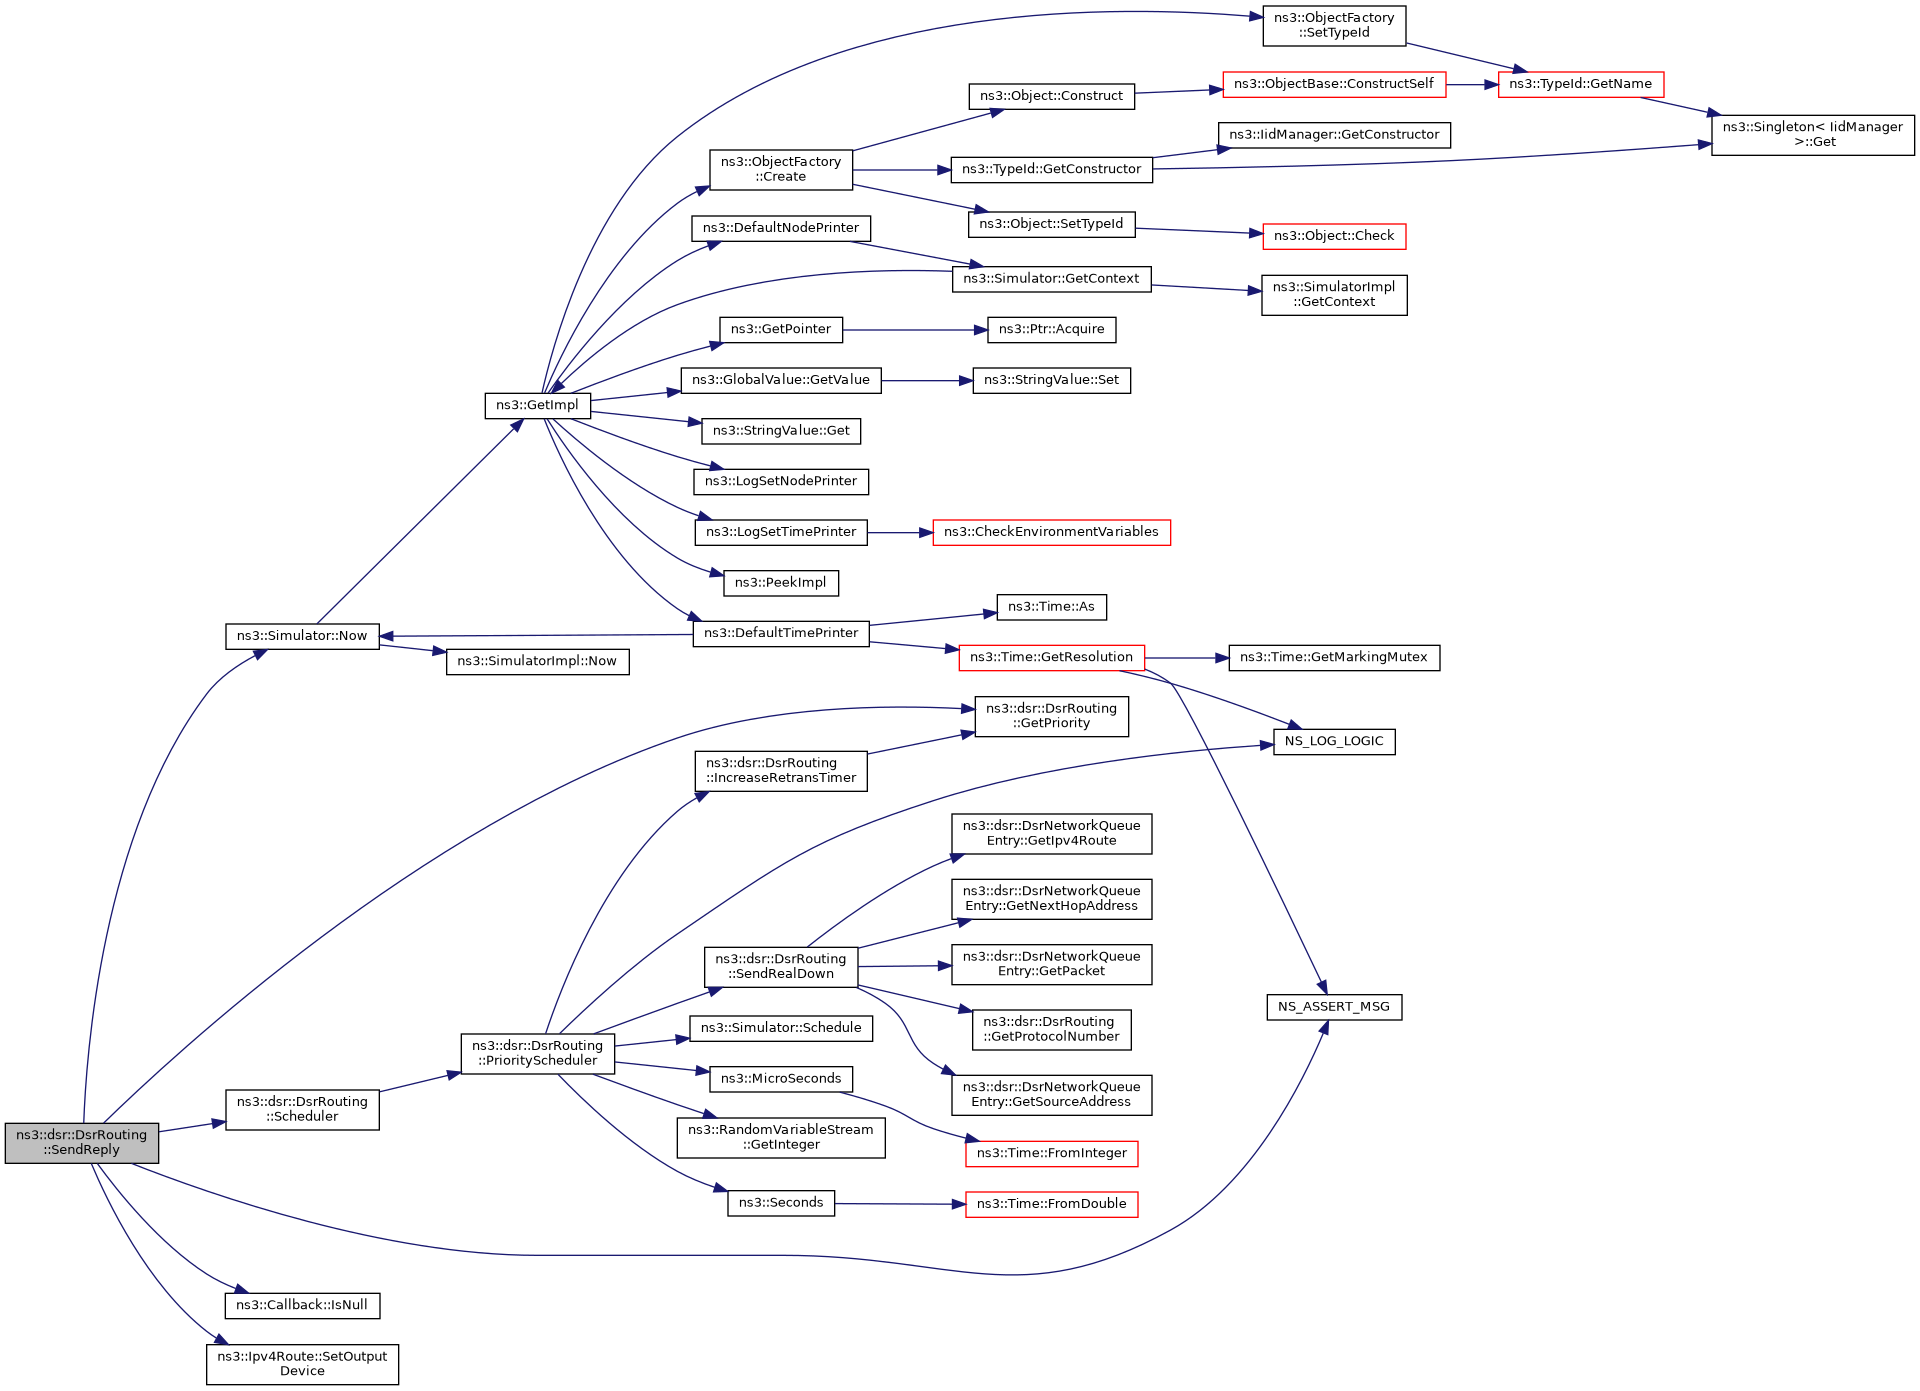 ns3::ObjectFactory
::SetTypeId
ns3::ObjectBase::ConstructSelf
ns3::TypeId::GetName
ns3::Object::Construct
ns3::Singleton< IidManager
>::Get
ns3::IidManager::GetConstructor
ns3::ObjectFactory
::Create
ns3::TypeId::GetConstructor
ns3::Object::SetTypeId
ns3::DefaultNodePrinter
ns3::Object::Check
ns3::Simulator::GetContext
ns3::SimulatorImpl
::GetContext
ns3::GetPointer
ns3::Ptr::Acquire
ns3::GlobalValue::GetValue
ns3::StringValue::Set
ns3::GetImpl
ns3::StringValue::Get
ns3::LogSetNodePrinter
ns3::LogSetTimePrinter
ns3::CheckEnvironmentVariables
ns3::PeekImpl
ns3::Time::As
ns3::Simulator::Now
ns3::DefaultTimePrinter
ns3::SimulatorImpl::Now
ns3::Time::GetResolution
ns3::Time::GetMarkingMutex
ns3::dsr::DsrRouting
::GetPriority
NS_LOG_LOGIC
ns3::dsr::DsrRouting
::IncreaseRetransTimer
ns3::dsr::DsrNetworkQueue
Entry::GetIpv4Route
ns3::dsr::DsrNetworkQueue
Entry::GetNextHopAddress
ns3::dsr::DsrRouting
::SendRealDown
ns3::dsr::DsrNetworkQueue
Entry::GetPacket
NS_ASSERT_MSG
ns3::Simulator::Schedule
ns3::dsr::DsrRouting
::GetProtocolNumber
ns3::dsr::DsrRouting
::PriorityScheduler
ns3::MicroSeconds
ns3::dsr::DsrNetworkQueue
Entry::GetSourceAddress
ns3::dsr::DsrRouting
::Scheduler
ns3::RandomVariableStream
::GetInteger
ns3::dsr::DsrRouting
::SendReply
ns3::Time::FromInteger
ns3::Seconds
ns3::Time::FromDouble
ns3::Callback::IsNull
ns3::Ipv4Route::SetOutput
Device